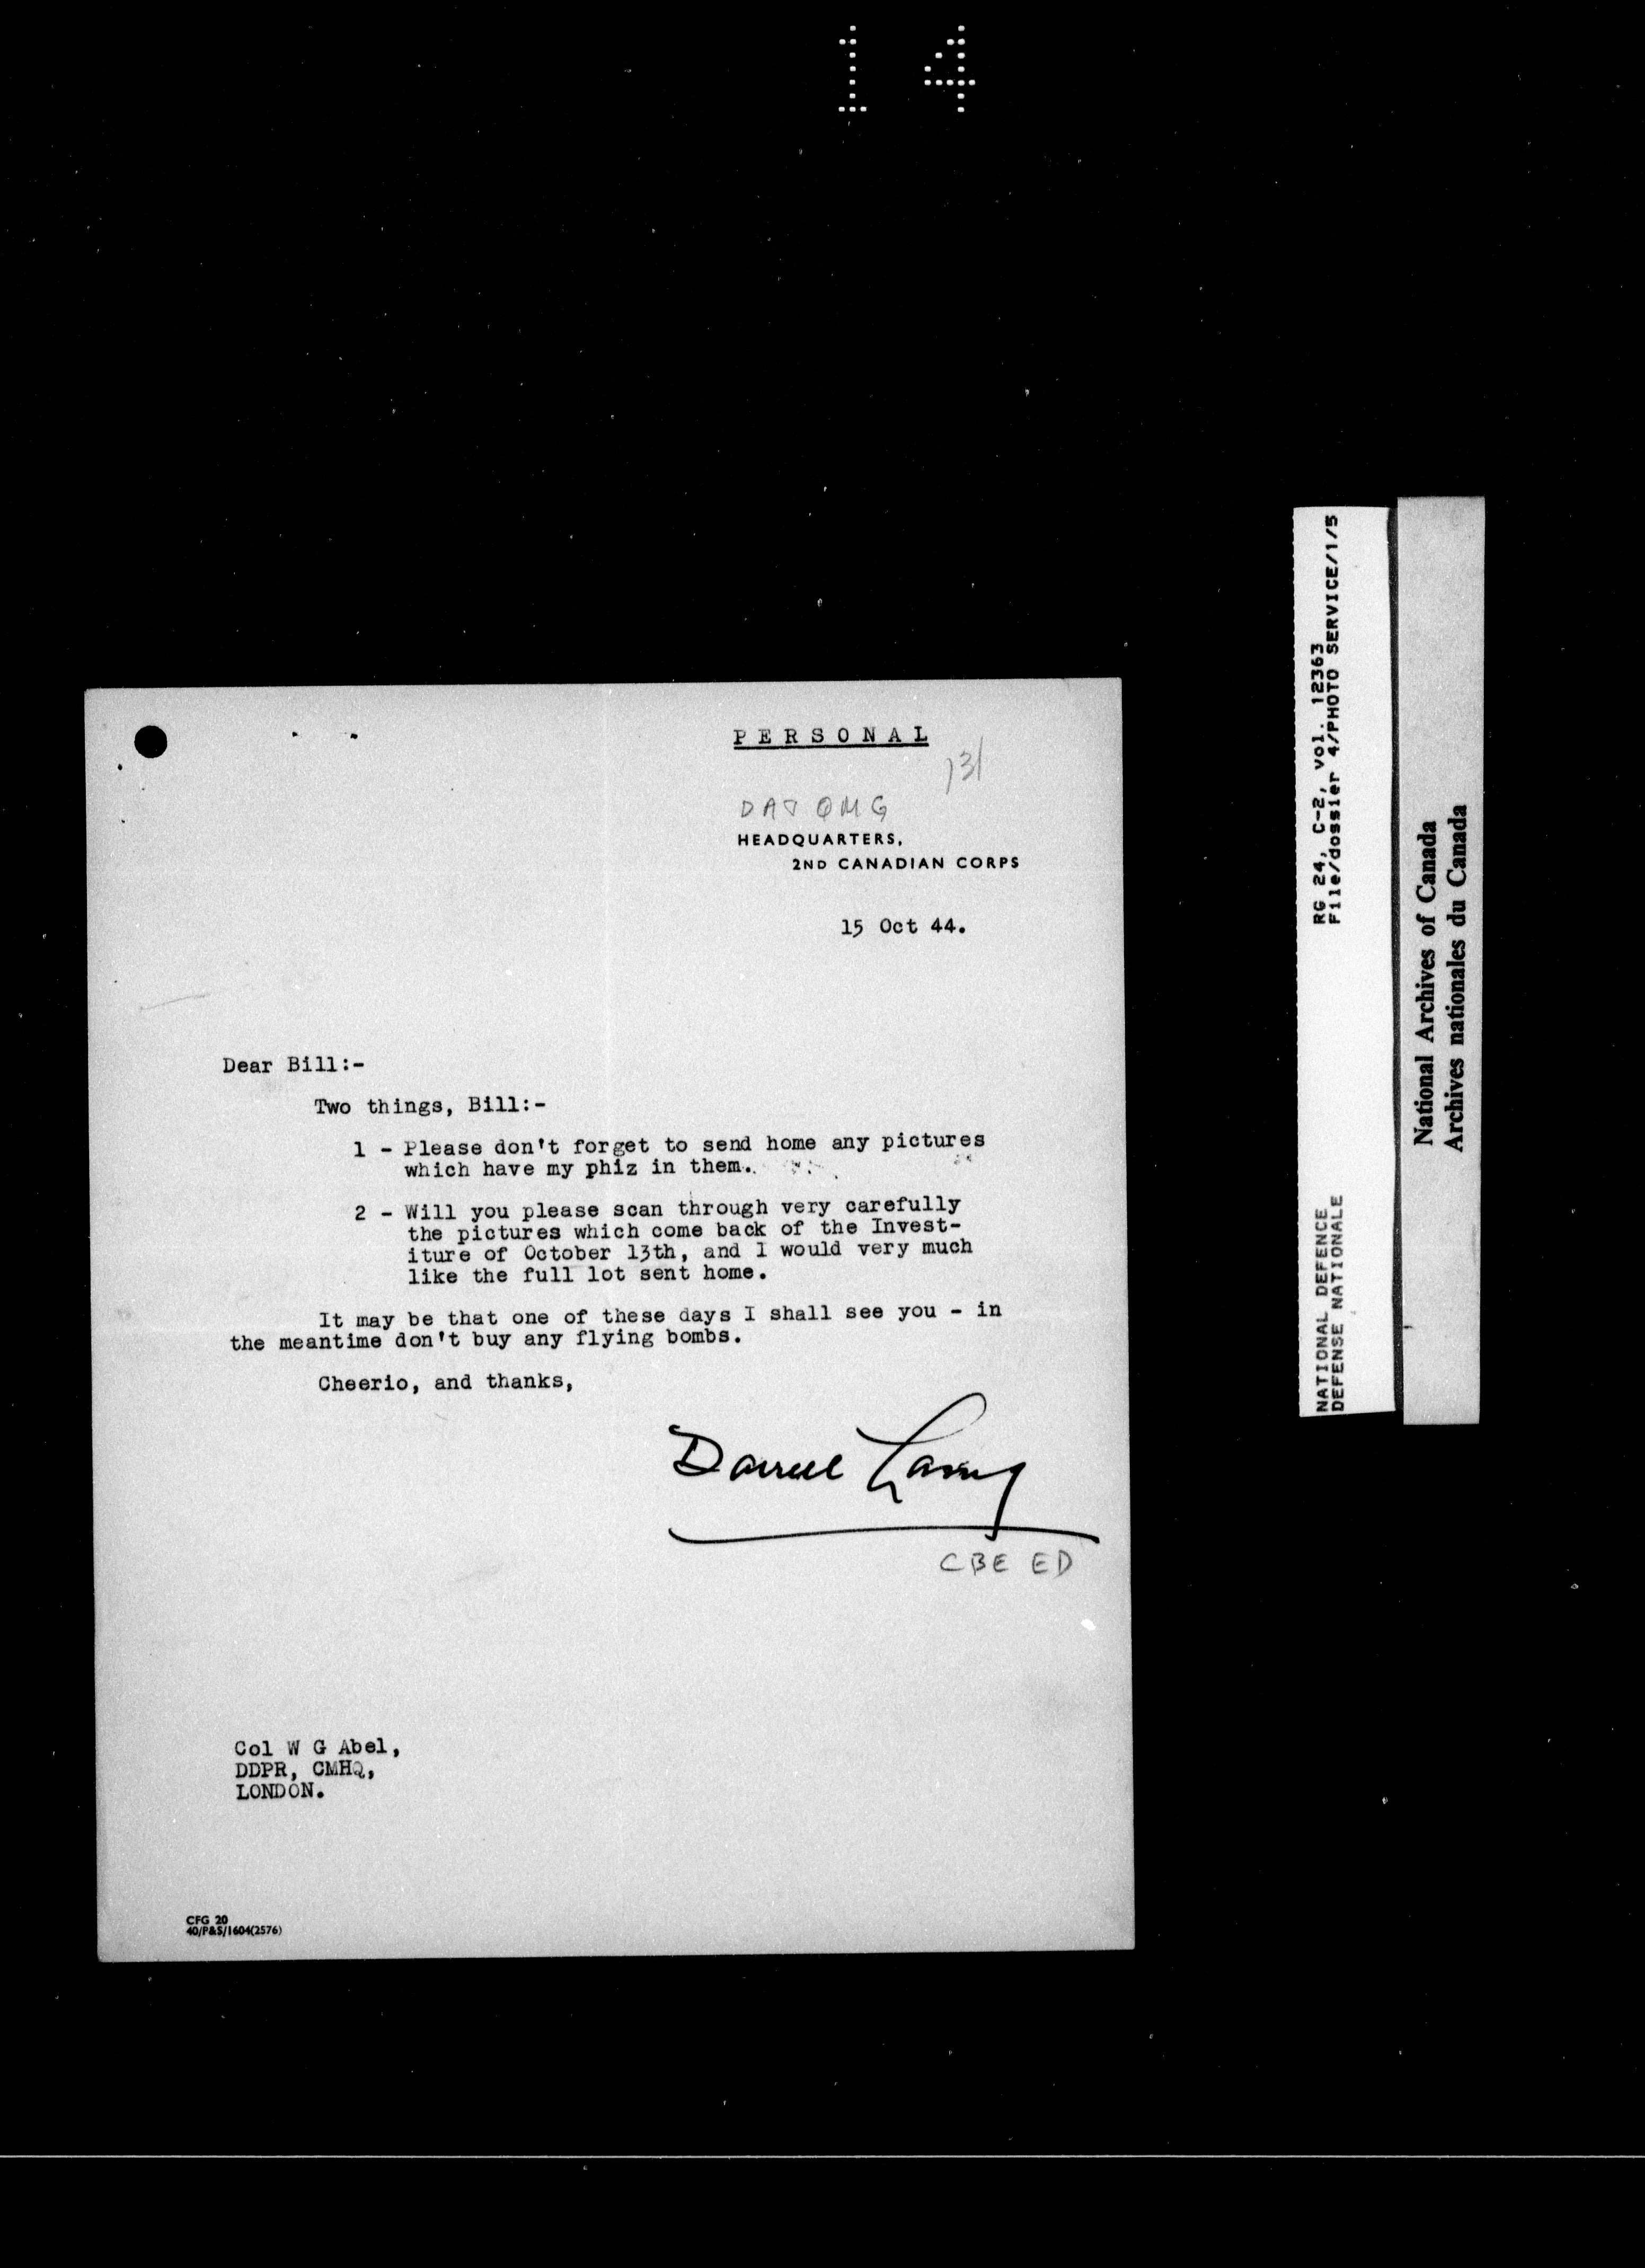 14
PERSONAL
131
HEADQUARTERS,
2ND CANADIAN CORPS
15 Oct 44.
Dear Bill:-
Two things, Bill:-
1 - Please don't forget to send home any pictures
which have my phiz in them.
2 - Will you please scan through very carefully
the pictures which come back of the Invest-
iture of October 13th, and I would very much
like the full lot sent home.
It may be that one of these days I shall see you - in
the meantime don't buy any flying bombs.
Cheerio, and thanks,
Darrell Laing
CBE ED
Col W G Abel,
DDPR, CMHQ,
LONDON.
CFG 20
40/P&S/1604(2576)
RG 24, C-2, vol. 12363
File/dossier 4/PHOTO SERVICE/1/5
NATIONAL DEFENCE
DEFENSE NATIONALE
National Archives of Canada
Archives nationales du Canada